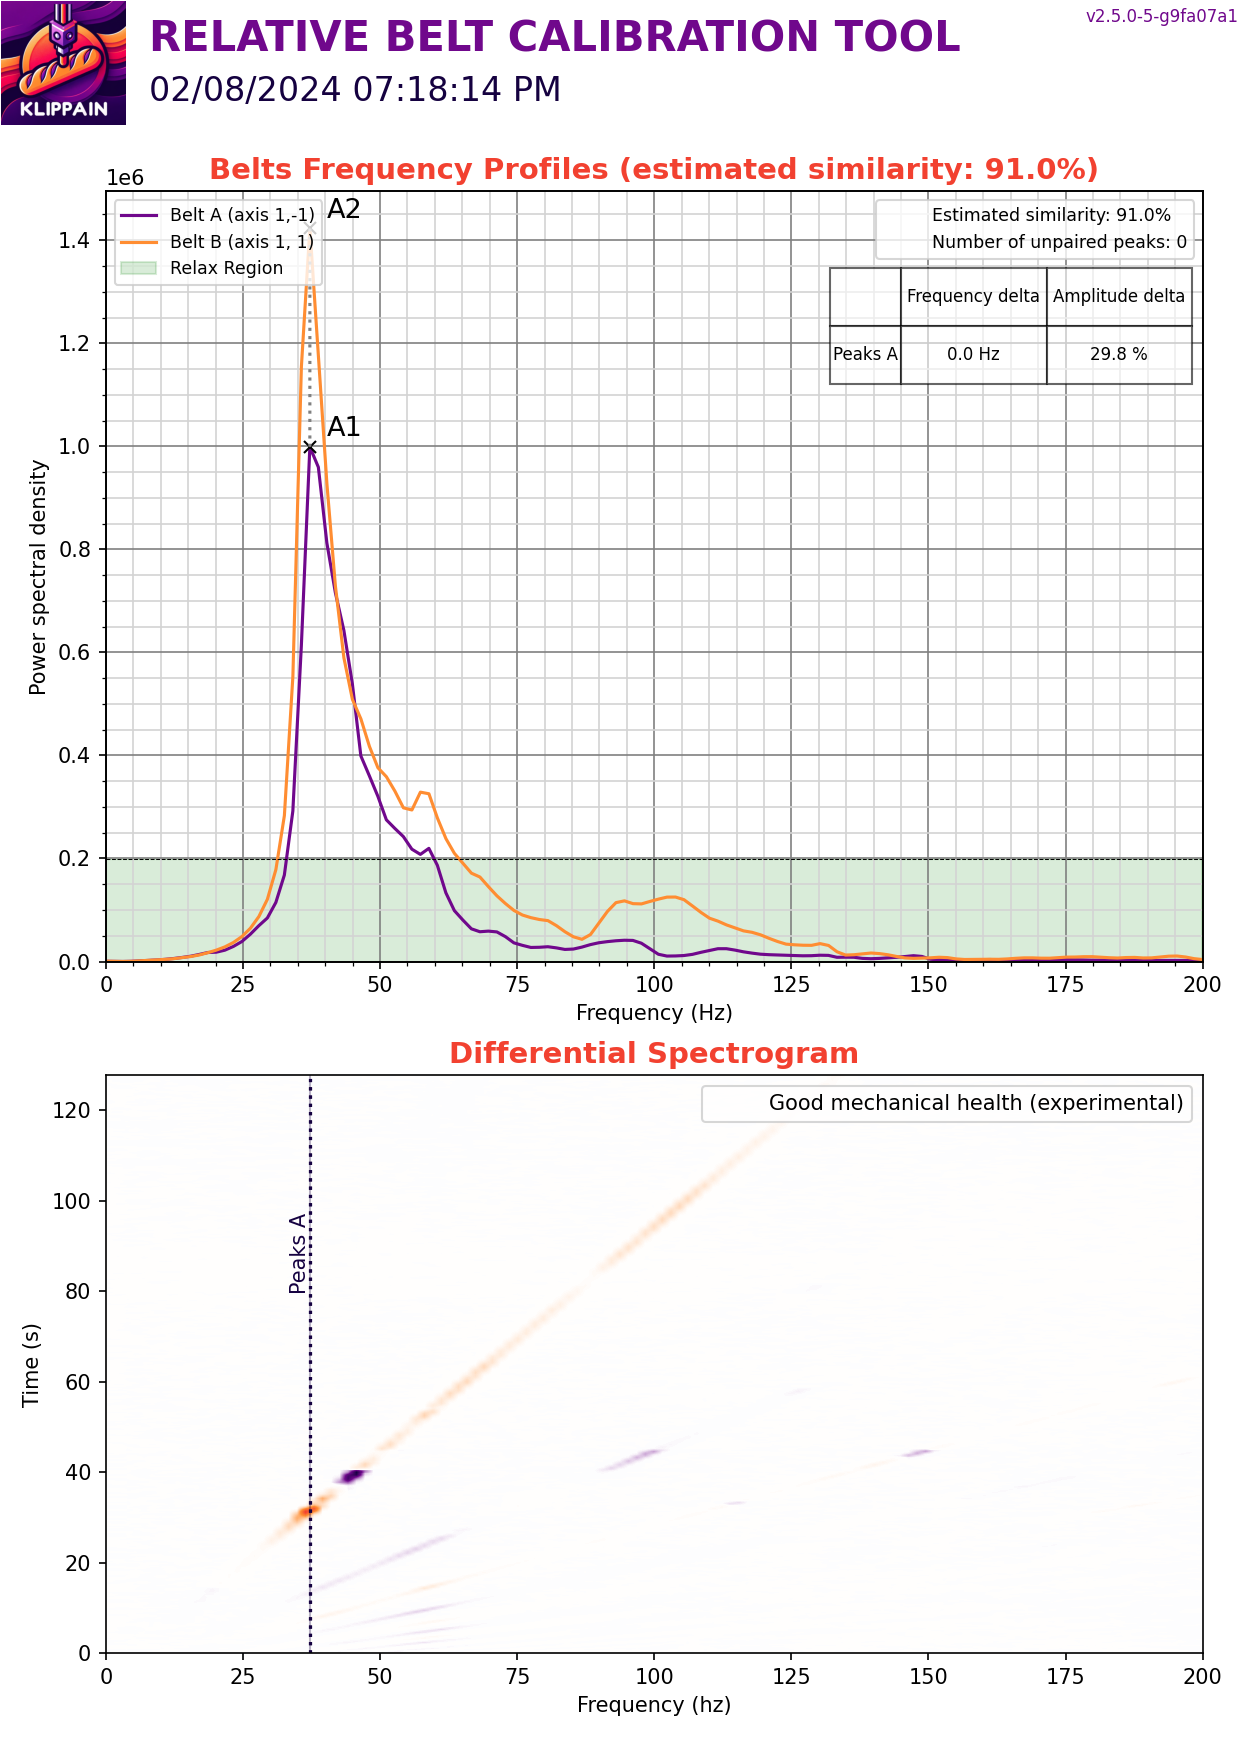 KLIPPAIN
RELATIVE BELT CALIBRATION TOOL
02/08/2024 07:18:14 PM
v2.5.0-5-g9fa07a1
Belts Frequency Profiles (estimated similarity: 91.0%)
1e6
Belt A (axis 1,-1)
Belt B (axis 1, 1)
Relax Region
A2
A1
Estimated similarity: 91.0%
Number of unpaired peaks: 0
Frequency delta Amplitude delta
Peaks A 0.0 Hz 29.8 %
Power spectral density
1.4
1.2
1.0
0.8
0.6
0.4
0.2
0.0
0 25 50 75 100 125 150 175 200
Frequency (Hz)
Differential Spectrogram
Good mechanical health (experimental)
Peaks A
Time (s)
120
100
80
60
40
20
0
0 25 50 75 100 125 150 175 200
Frequency (hz)